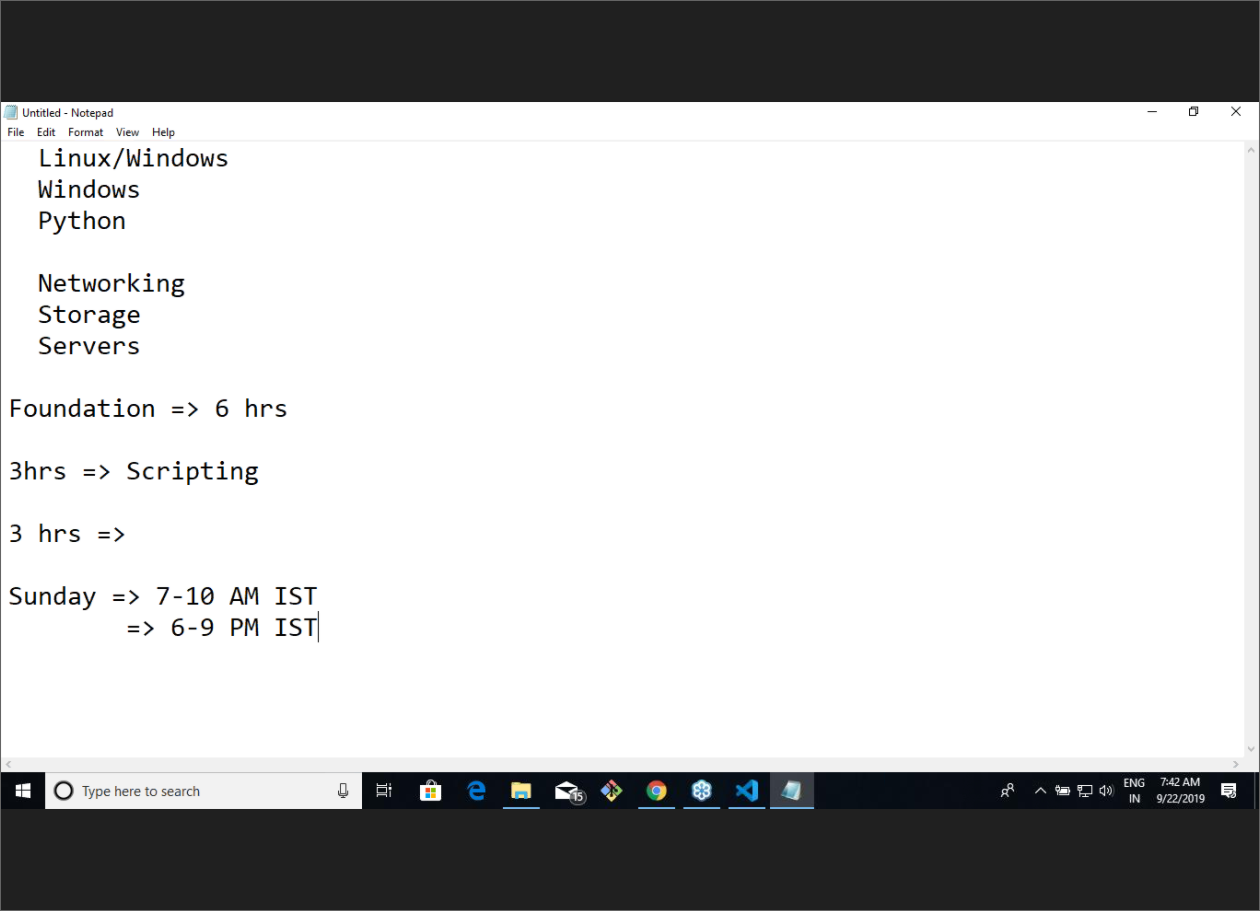 Untitled - Notepad
File Edit Format View Help
Linux/Windows
Windows
Python
Networking
Storage
Servers
Foundation => 6 hrs
3hrs => Scripting
3 hrs =>
Sunday => 7-10 AM IST
=> 6-9 PM IST
Type here to search
15
ENG
IN
7:42 AM
9/22/2019